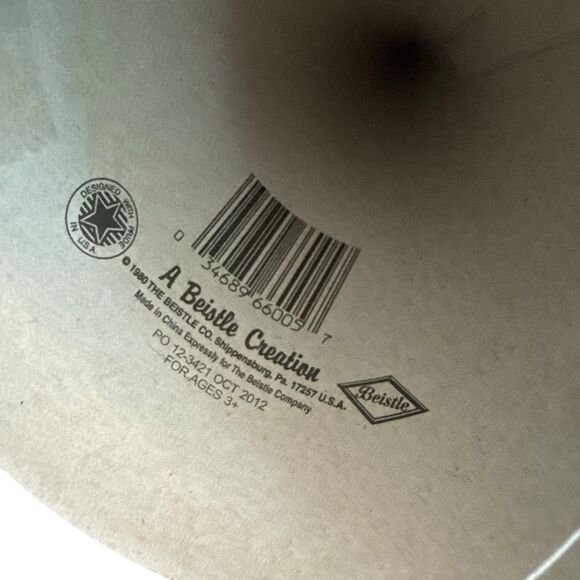 DESIGNED WITH PRIDE
IN U.S.A.
0 34689 66005 7
A Beistle Creation
© 1980 THE BEISTLE CO. Shippensburg, Pa. 17257 U.S.A.
Made in China Expressly for The Beistle Company
PO 12-3421 OCT 2012
FOR AGES 3+
Beistle